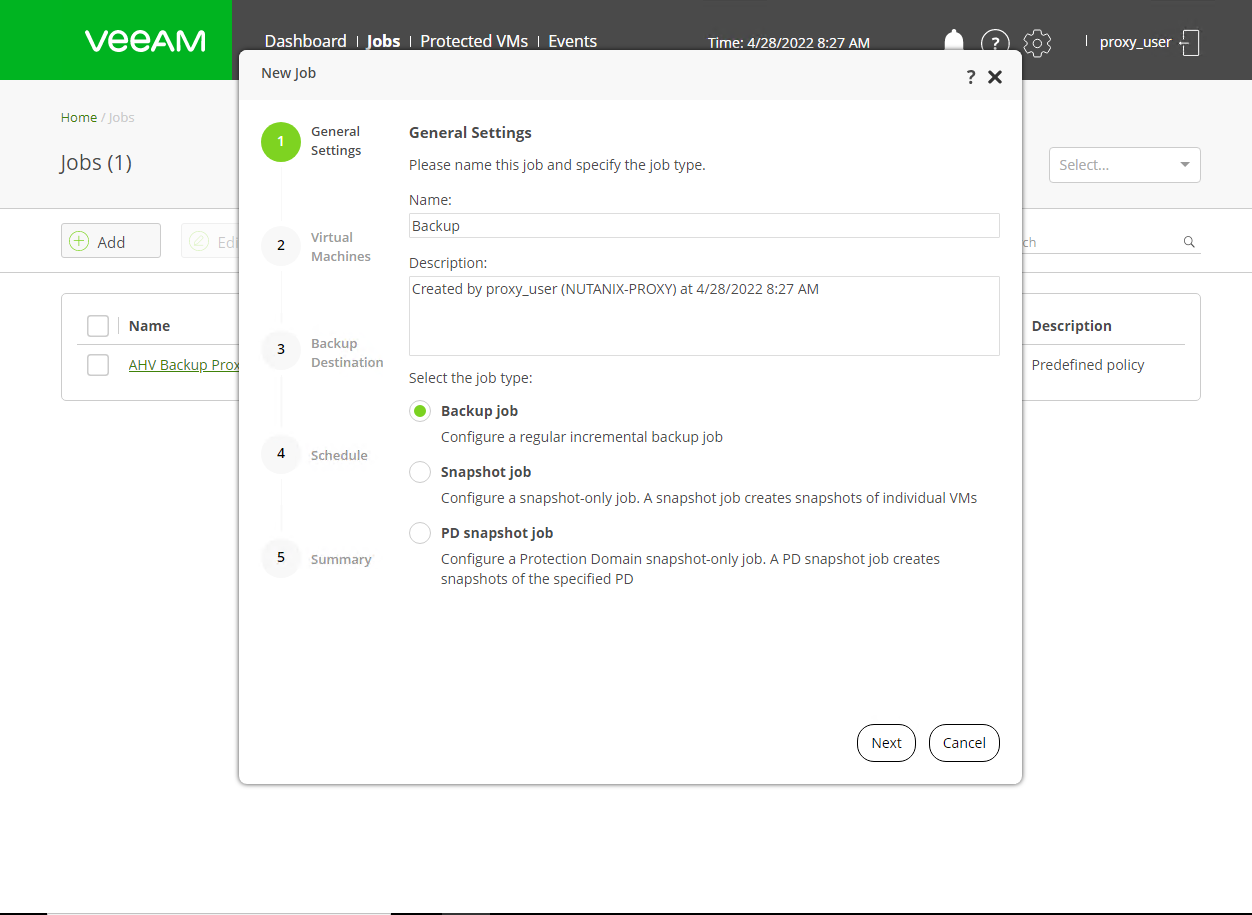 veeam
Dashboard | Jobs | Protected VMs | Events
Time: 4/28/2022 8:27 AM
?
proxy_user
New Job
? ✕
Home / Jobs
Jobs (1)
Select...
Add
Name
AHV Backup
Description
Predefined policy
1
General
Settings
2
Virtual
Machines
3
Backup
Destination
4
Schedule
5
Summary
General Settings
Please name this job and specify the job type.
Name:
Backup
Description:
Created by proxy_user (NUTANIX-PROXY) at 4/28/2022 8:27 AM
Select the job type:
Backup job
Configure a regular incremental backup job
Snapshot job
Configure a snapshot-only job. A snapshot job creates snapshots of individual VMs
PD snapshot job
Configure a Protection Domain snapshot-only job. A PD snapshot job creates
snapshots of the specified PD
Next
Cancel